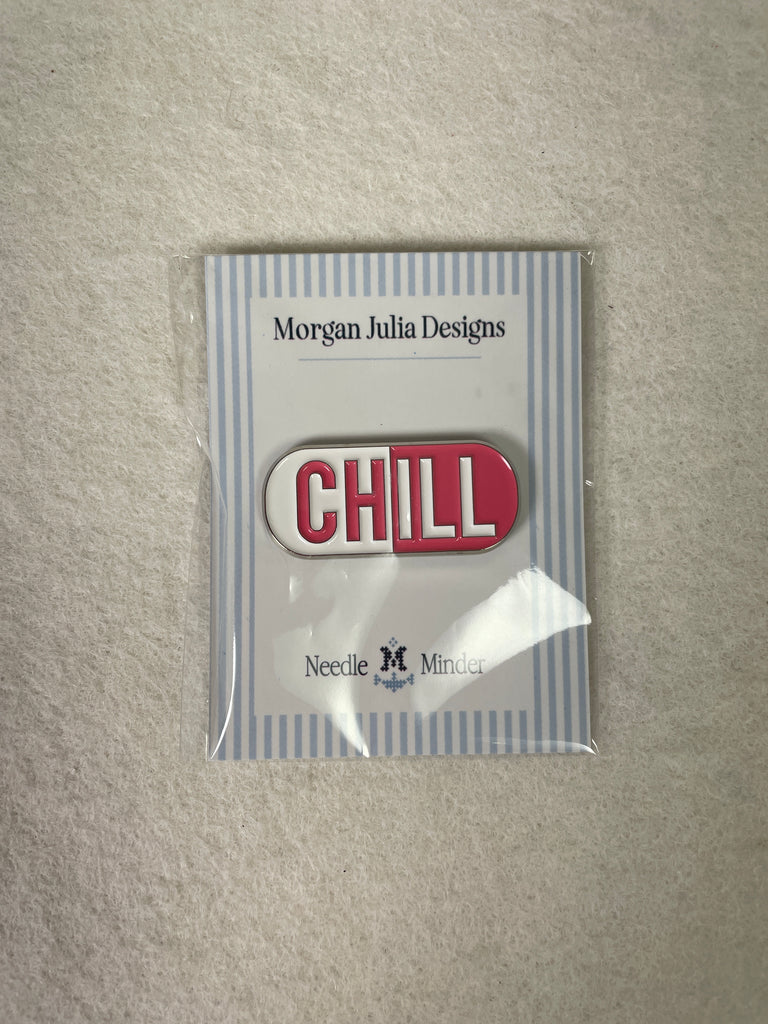 Morgan Julia Designs
CHILL
Needle M Minder